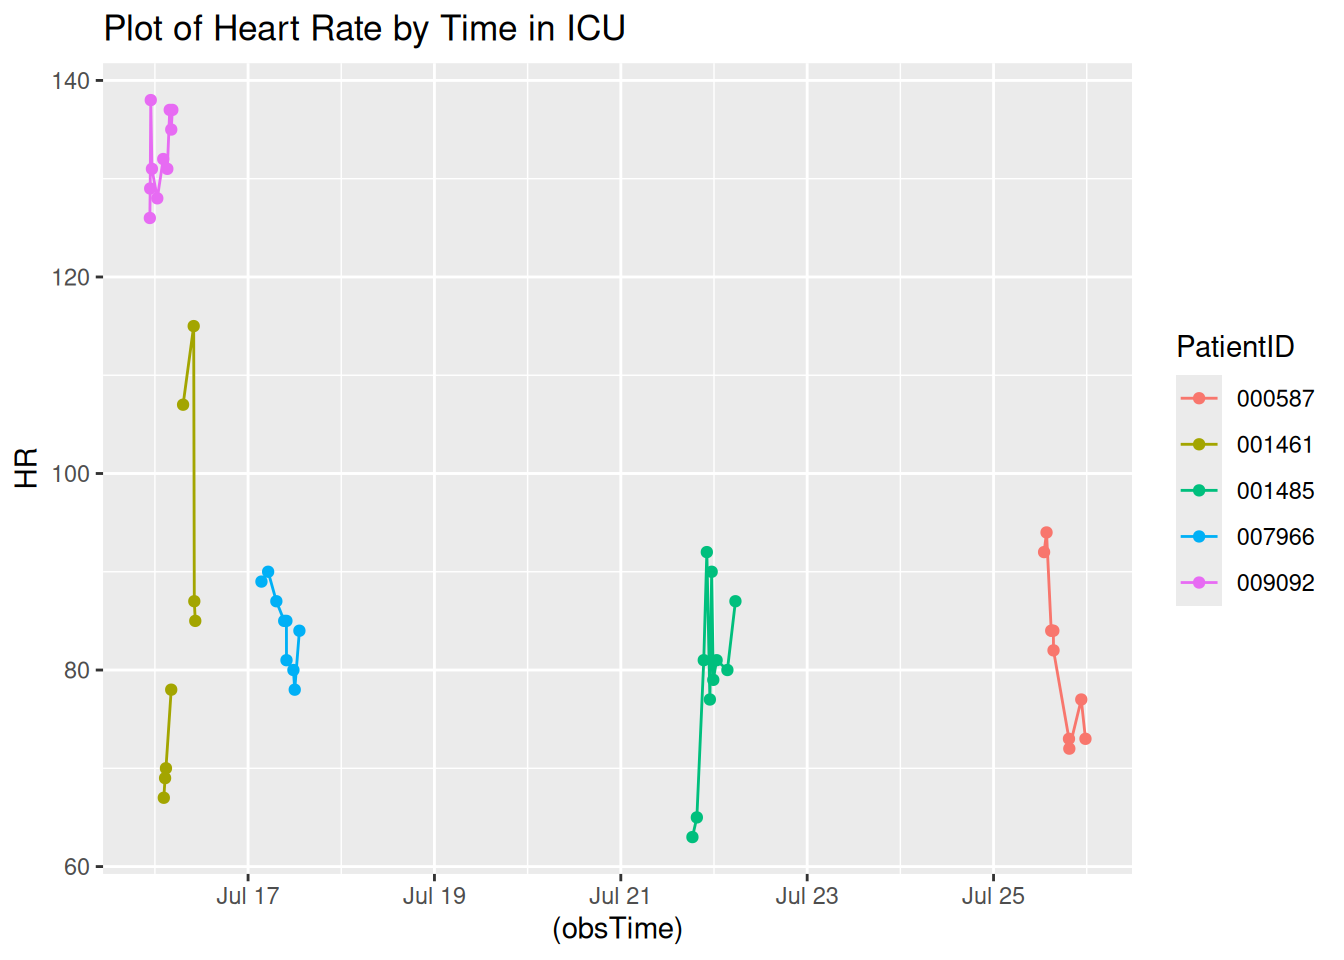 Plot of Heart Rate by Time in ICU
140
120
100
80
60
HR
Jul 17 Jul 19 Jul 21 Jul 23 Jul 25
(obsTime)
PatientID
000587
001461
001485
007966
009092